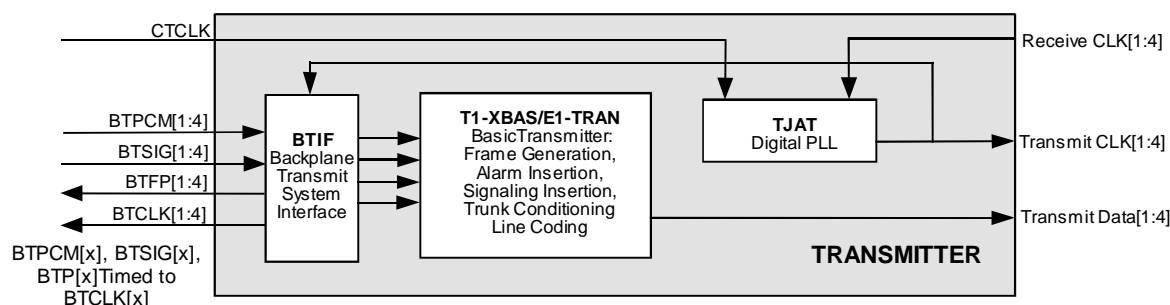 CTCLK
Receive CLK[1:4]
BTPCM[1:4]
BTSIG[1:4]
BTFP[1:4]
BTCLK[1:4]
BTIF
Backplane
Transmit
System
Interface
T1-XBAS/E1-TRAN
BasicTransmitter:
Frame Generation,
Alarm Insertion,
Signaling Insertion,
Trunk Conditioning
Line Coding
TJAT
Digital PLL
Transmit CLK[1:4]
Transmit Data[1:4]
BTPCM[x], BTSIG[x],
BTP[x]Timed to
BTCLK[x]
TRANSMITTER